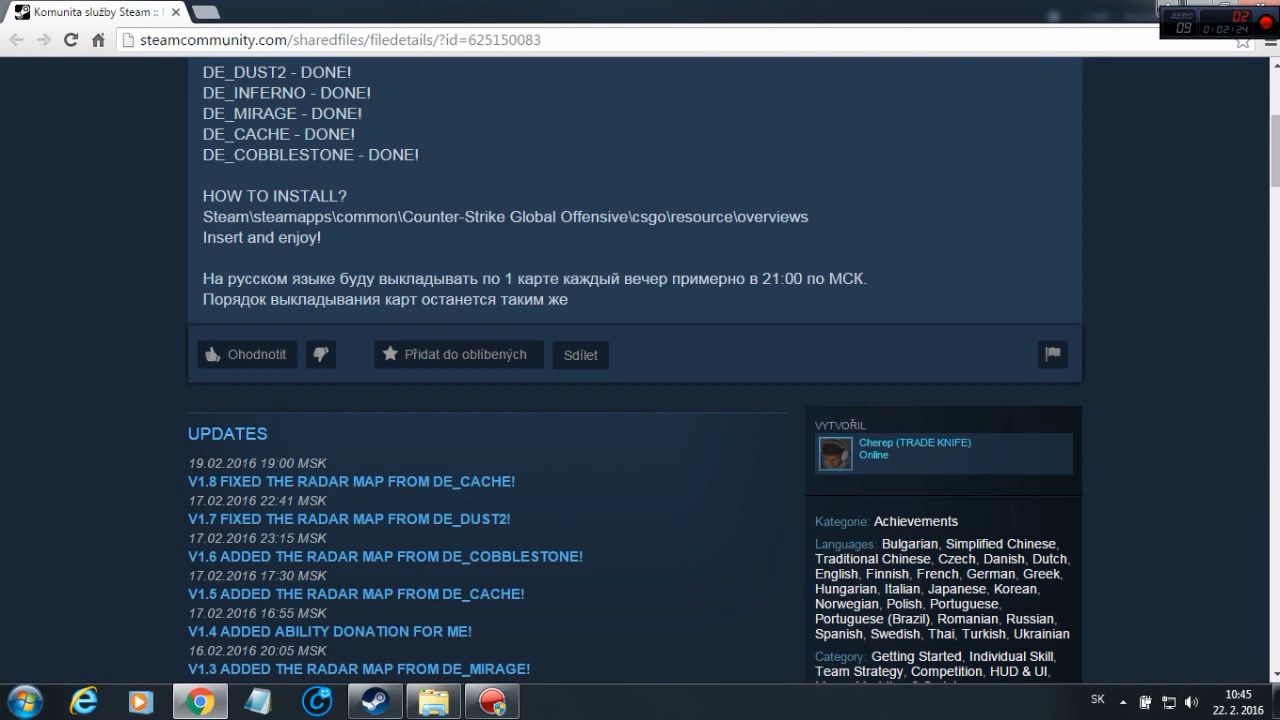 Komunita služby Steam ::
AERO
02
09 0:02:24
steamcommunity.com/sharedfiles/filedetails/?id=625150083
DE_DUST2 - DONE!
DE_INFERNO - DONE!
DE_MIRAGE - DONE!
DE_CACHE - DONE!
DE_COBBLESTONE - DONE!
HOW TO INSTALL?
Steam\steamapps\common\Counter-Strike Global Offensive\csgo\resource\overviews
Insert and enjoy!
На русском языке буду выкладывать по 1 карте каждый вечер примерно в 21:00 по МСК.
Порядок выкладывания карт останется таким же
Ohodnotit
Přidat do oblíbených
Sdílet
UPDATES
19.02.2016 19:00 MSK
V1.8 FIXED THE RADAR MAP FROM DE_CACHE!
17.02.2016 22:41 MSK
V1.7 FIXED THE RADAR MAP FROM DE_DUST2!
17.02.2016 23:15 MSK
V1.6 ADDED THE RADAR MAP FROM DE_COBBLESTONE!
17.02.2016 17:30 MSK
V1.5 ADDED THE RADAR MAP FROM DE_CACHE!
17.02.2016 16:55 MSK
V1.4 ADDED ABILITY DONATION FOR ME!
16.02.2016 20:05 MSK
V1.3 ADDED THE RADAR MAP FROM DE_MIRAGE!
VYTVOŘIL
Cherep (TRADE KNIFE)
Online
Kategorie: Achievements
Languages: Bulgarian, Simplified Chinese,
Traditional Chinese, Czech, Danish, Dutch,
English, Finnish, French, German, Greek,
Hungarian, Italian, Japanese, Korean,
Norwegian, Polish, Portuguese,
Portuguese (Brazil), Romanian, Russian,
Spanish, Swedish, Thai, Turkish, Ukrainian
Category: Getting Started, Individual Skill,
Team Strategy, Competition, HUD & UI,
SK
10:45
22. 2. 2016